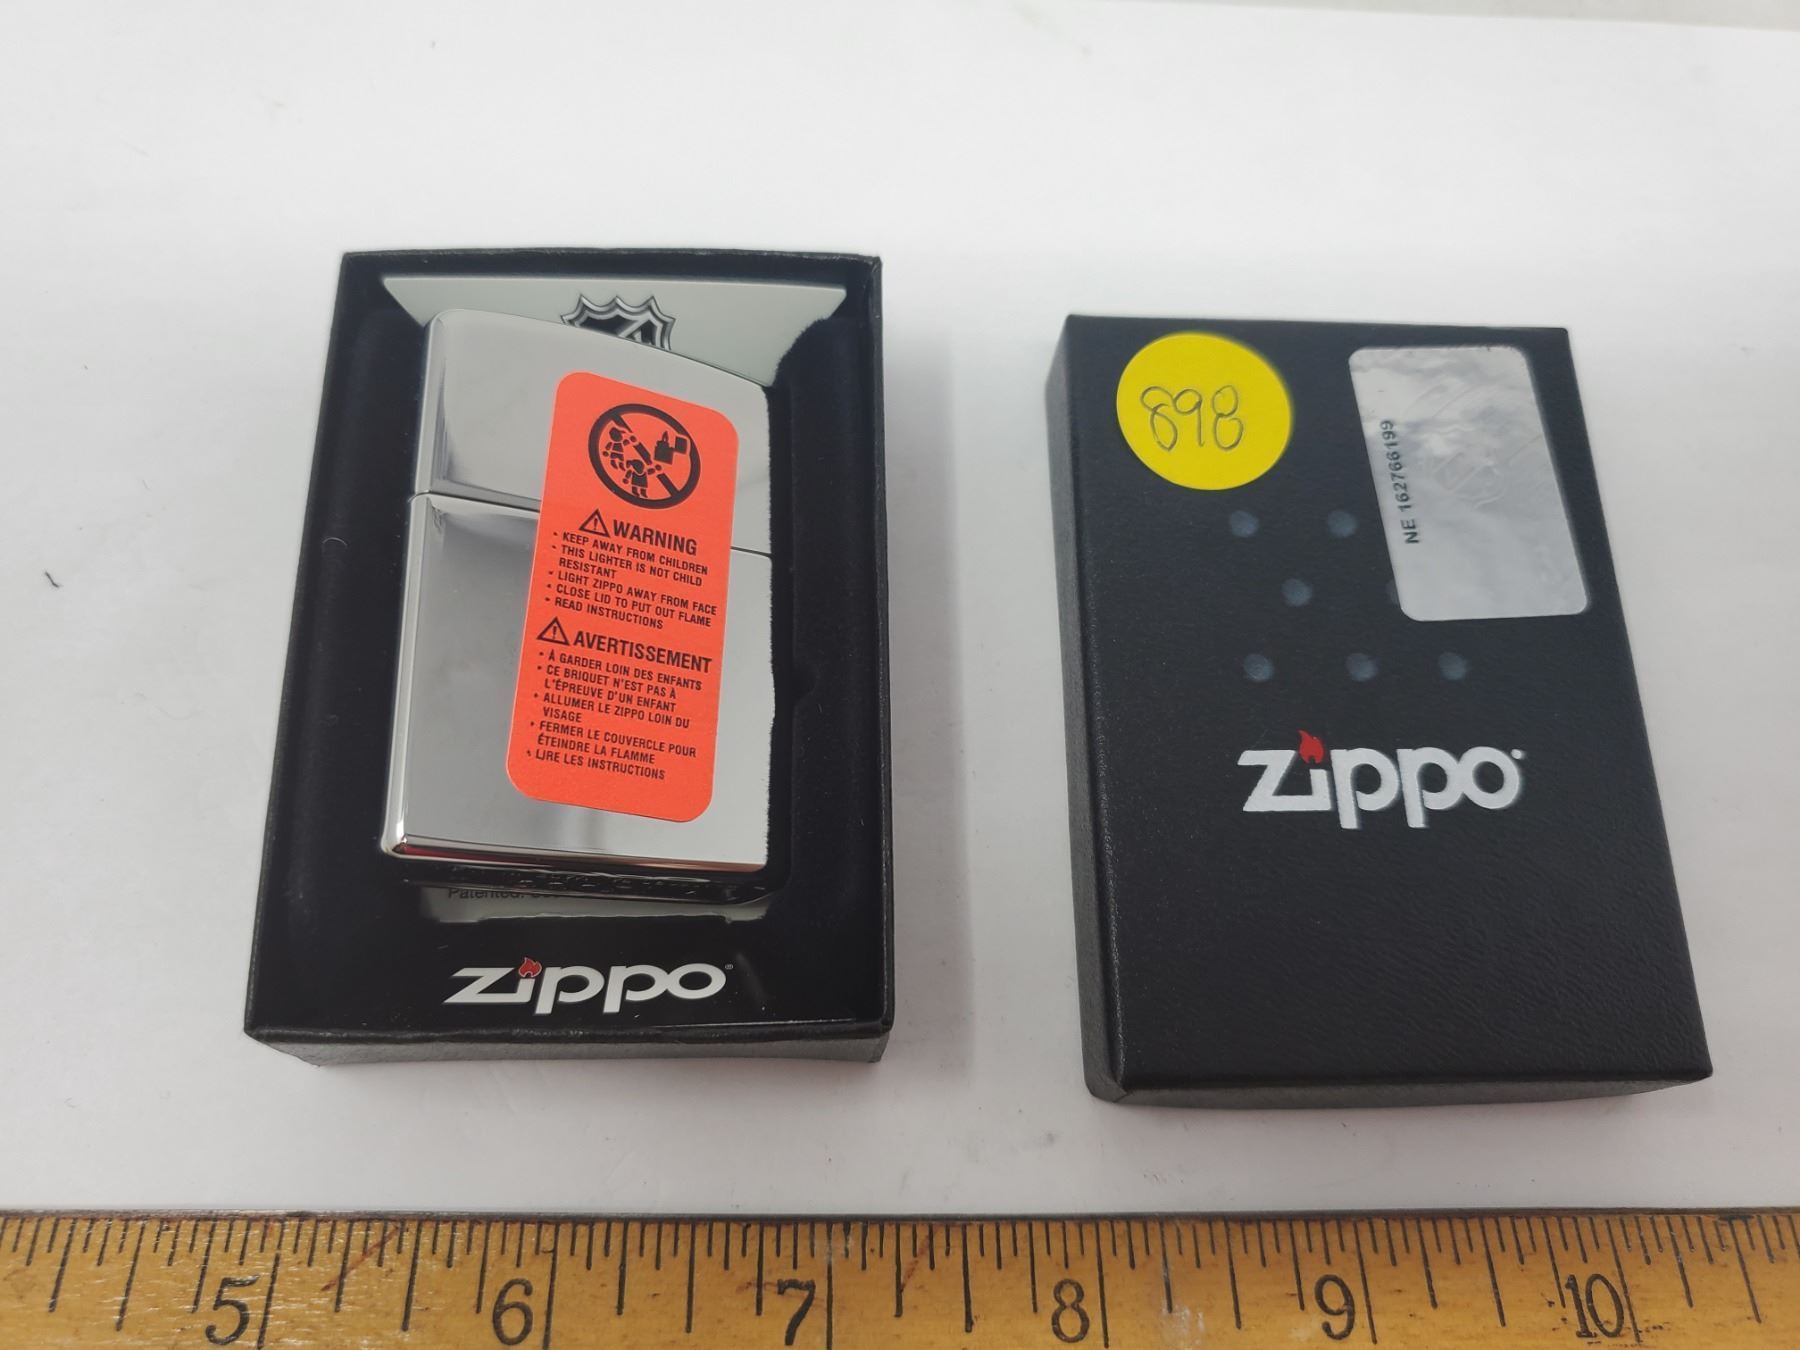 WARNING
• KEEP AWAY FROM CHILDREN
• THIS LIGHTER IS NOT CHILD
RESISTANT
• LIGHT ZIPPO AWAY FROM FACE
• CLOSE LID TO PUT OUT FLAME
• READ INSTRUCTIONS
AVERTISSEMENT
• À GARDER LOIN DES ENFANTS
• CE BRIQUET N'EST PAS À
L'ÉPREUVE D'UN ENFANT
• ALLUMER LE ZIPPO LOIN DU
VISAGE
• FERMER LE COUVERCLE POUR
ÉTEINDRE LA FLAMME
• LIRE LES INSTRUCTIONS
Patented.
zippo®
898
NE 162766199
zippo
5 6 7 8 9 10